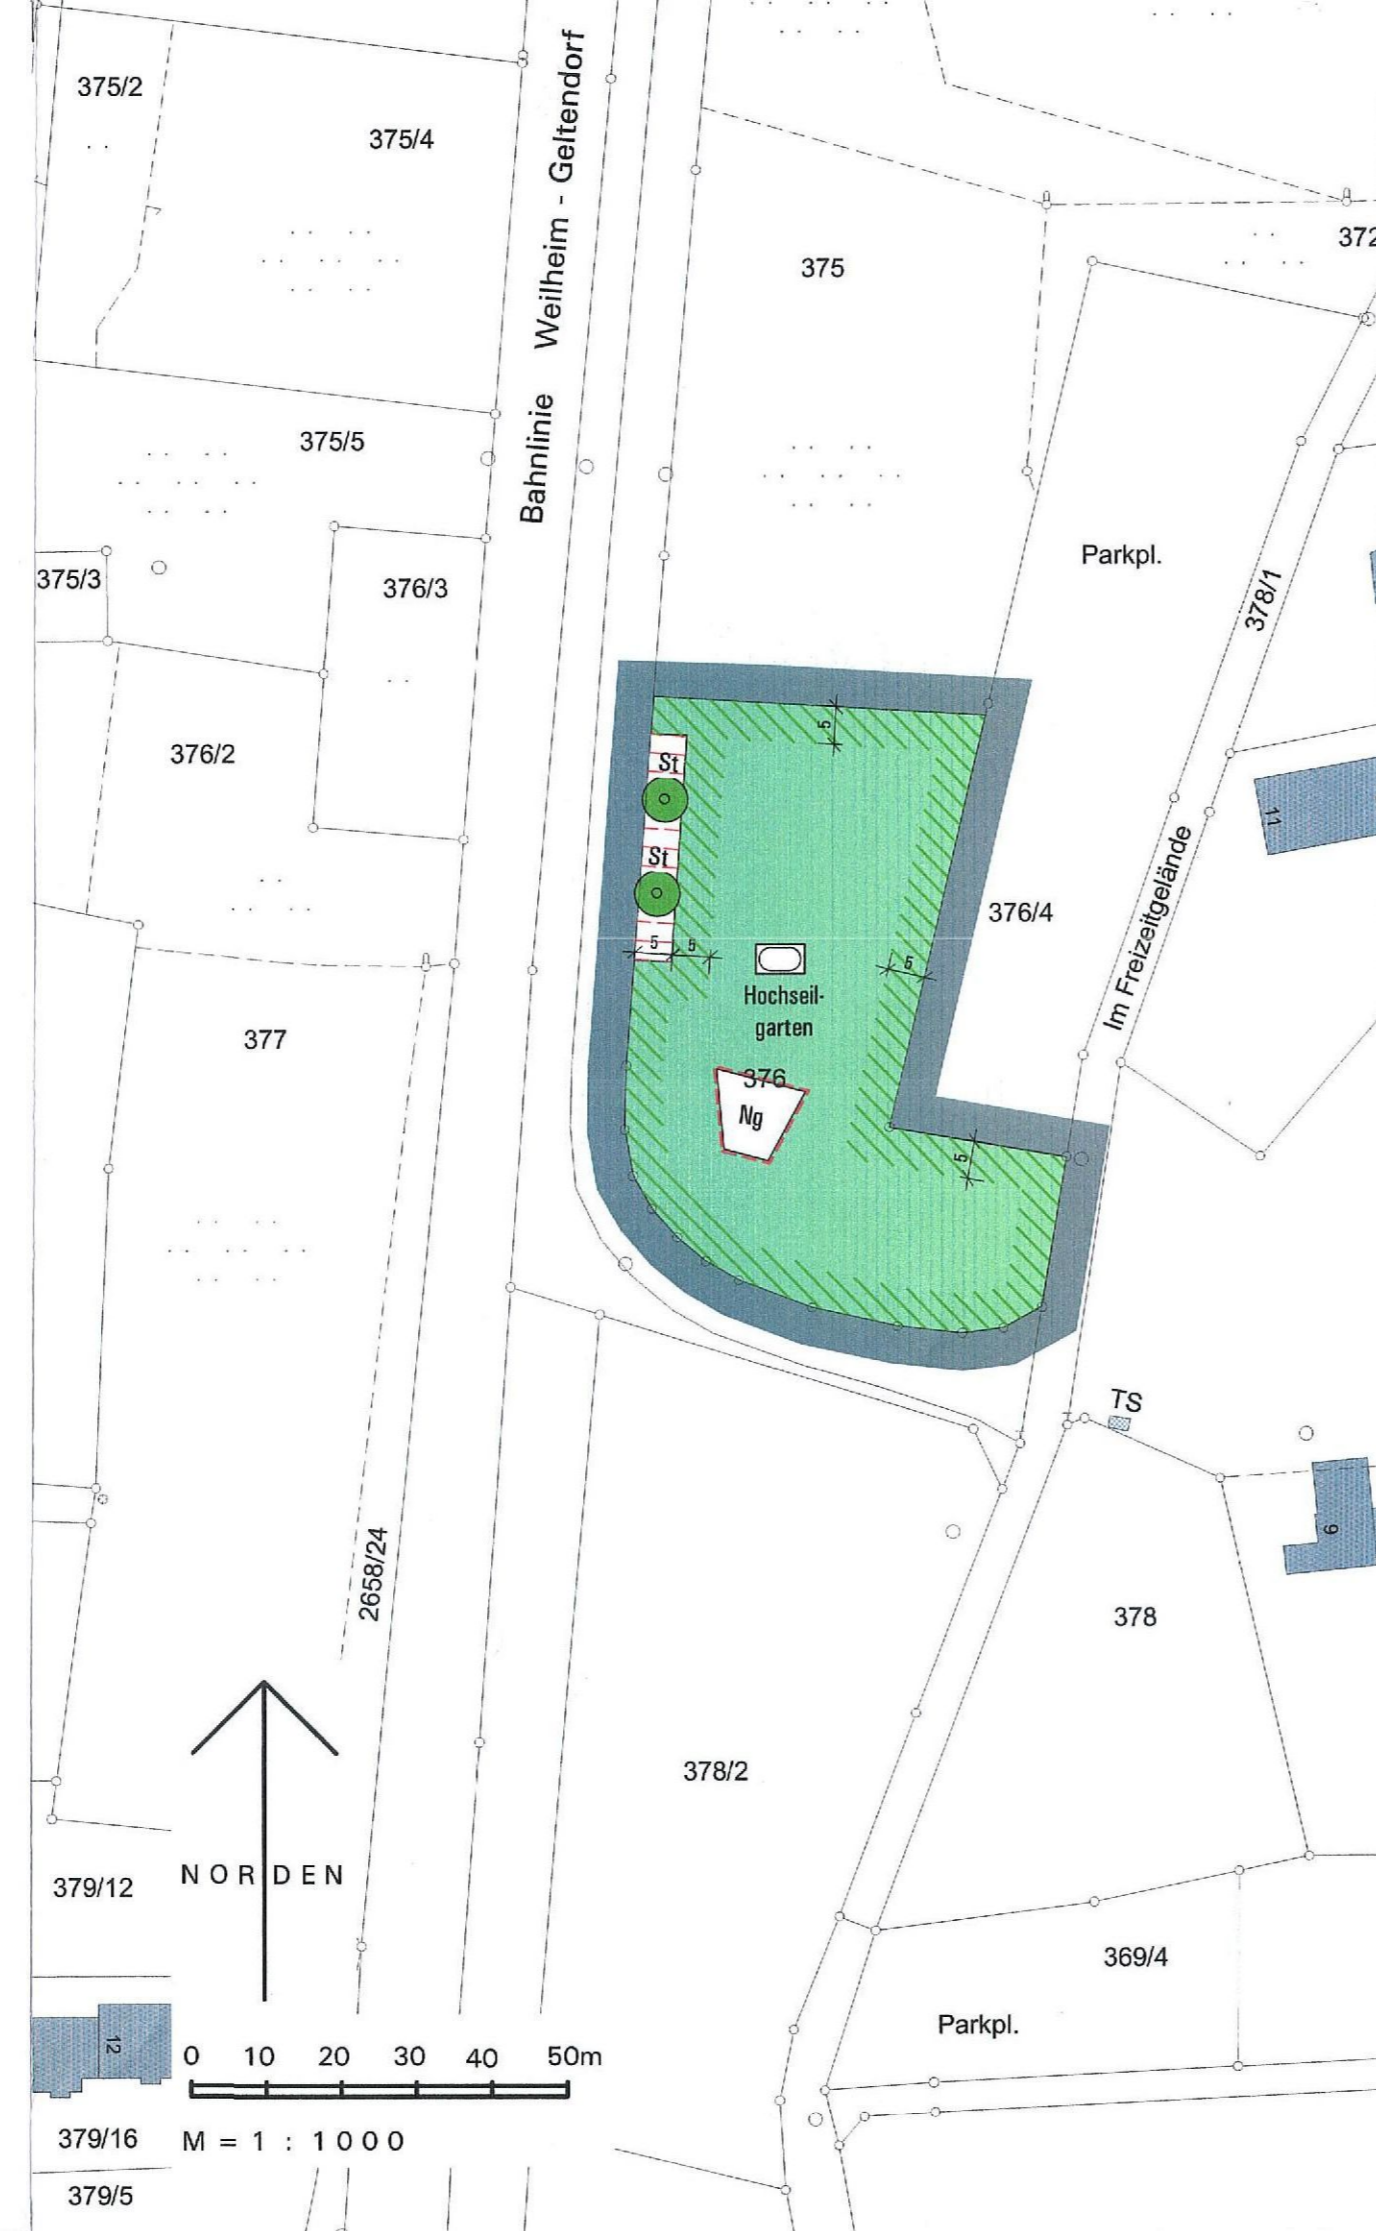 375/2
375/4
Bahnlinie Weilheim - Geltendorf
375
372
375/5
375/3
376/3
Parkpl.
378/1
5
376/2
St
11
St
376/4
5
5
5
Im Freizeitgelände
Hochseil-
garten
377
376
Ng
5
TS
9
2658/24
378
378/2
NORDEN
379/12
369/4
Parkpl.
12
0 10 20 30 40 50m
379/16
M = 1 : 1000
379/5